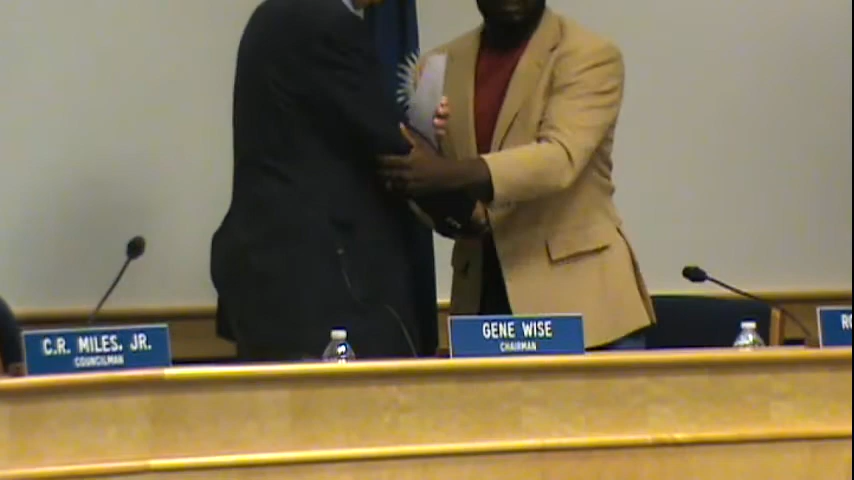 C.R. MILES, JR.
COUNCILMAN
GENE WISE
CHAIRMAN